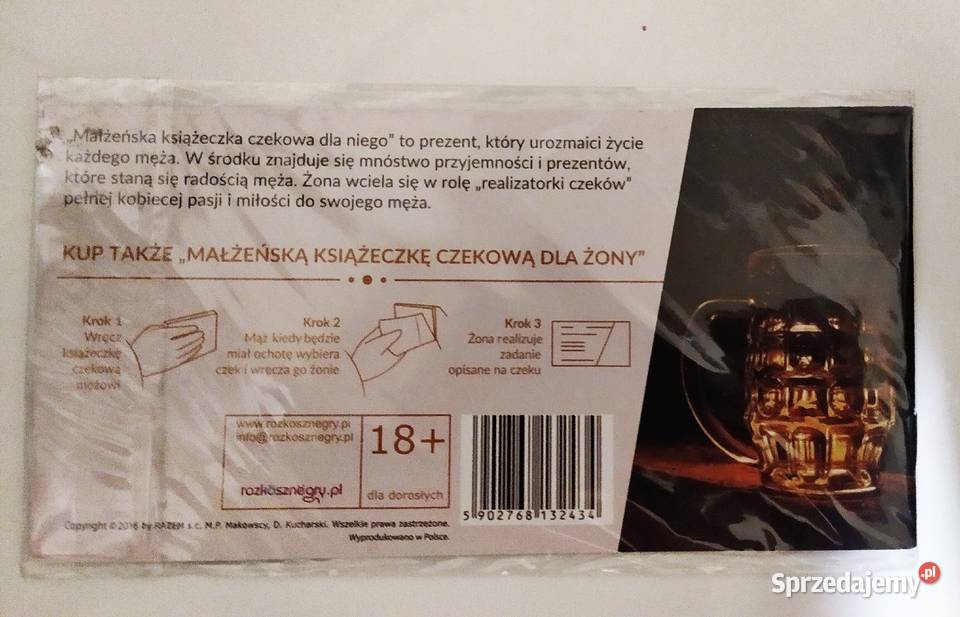 „Małżeńska książeczka czekowa dla niego” to prezent, który urozmaici życie
każdego męża. W środku znajduje się mnóstwo przyjemności i prezentów,
które staną się radością męża. Żona wciela się w rolę „realizatorki czeków”
pełnej kobiecej pasji i miłości do swojego męża.
KUP TAKŻE „MAŁŻEŃSKĄ KSIĄŻECZKĘ CZEKOWĄ DLA ŻONY”
Krok 1
Wręcz
książeczkę
czekową
mężowi
Krok 2
Mąż kiedy będzie
miał ochotę wybiera
czek i wręcza go żonie
Krok 3
Żona realizuje
zadanie
opisane na czeku
www.rozkosznegry.pl
info@rozkosznegry.pl
rozkosznegry.pl
18+
dla dorosłych
5 902768 132434
Copyright © 2016 by RAZEM s.c. M.P. Makowscy, D. Kucharski. Wszelkie prawa zastrzeżone.
Wyprodukowano w Polsce.
Sprzedajemy.pl